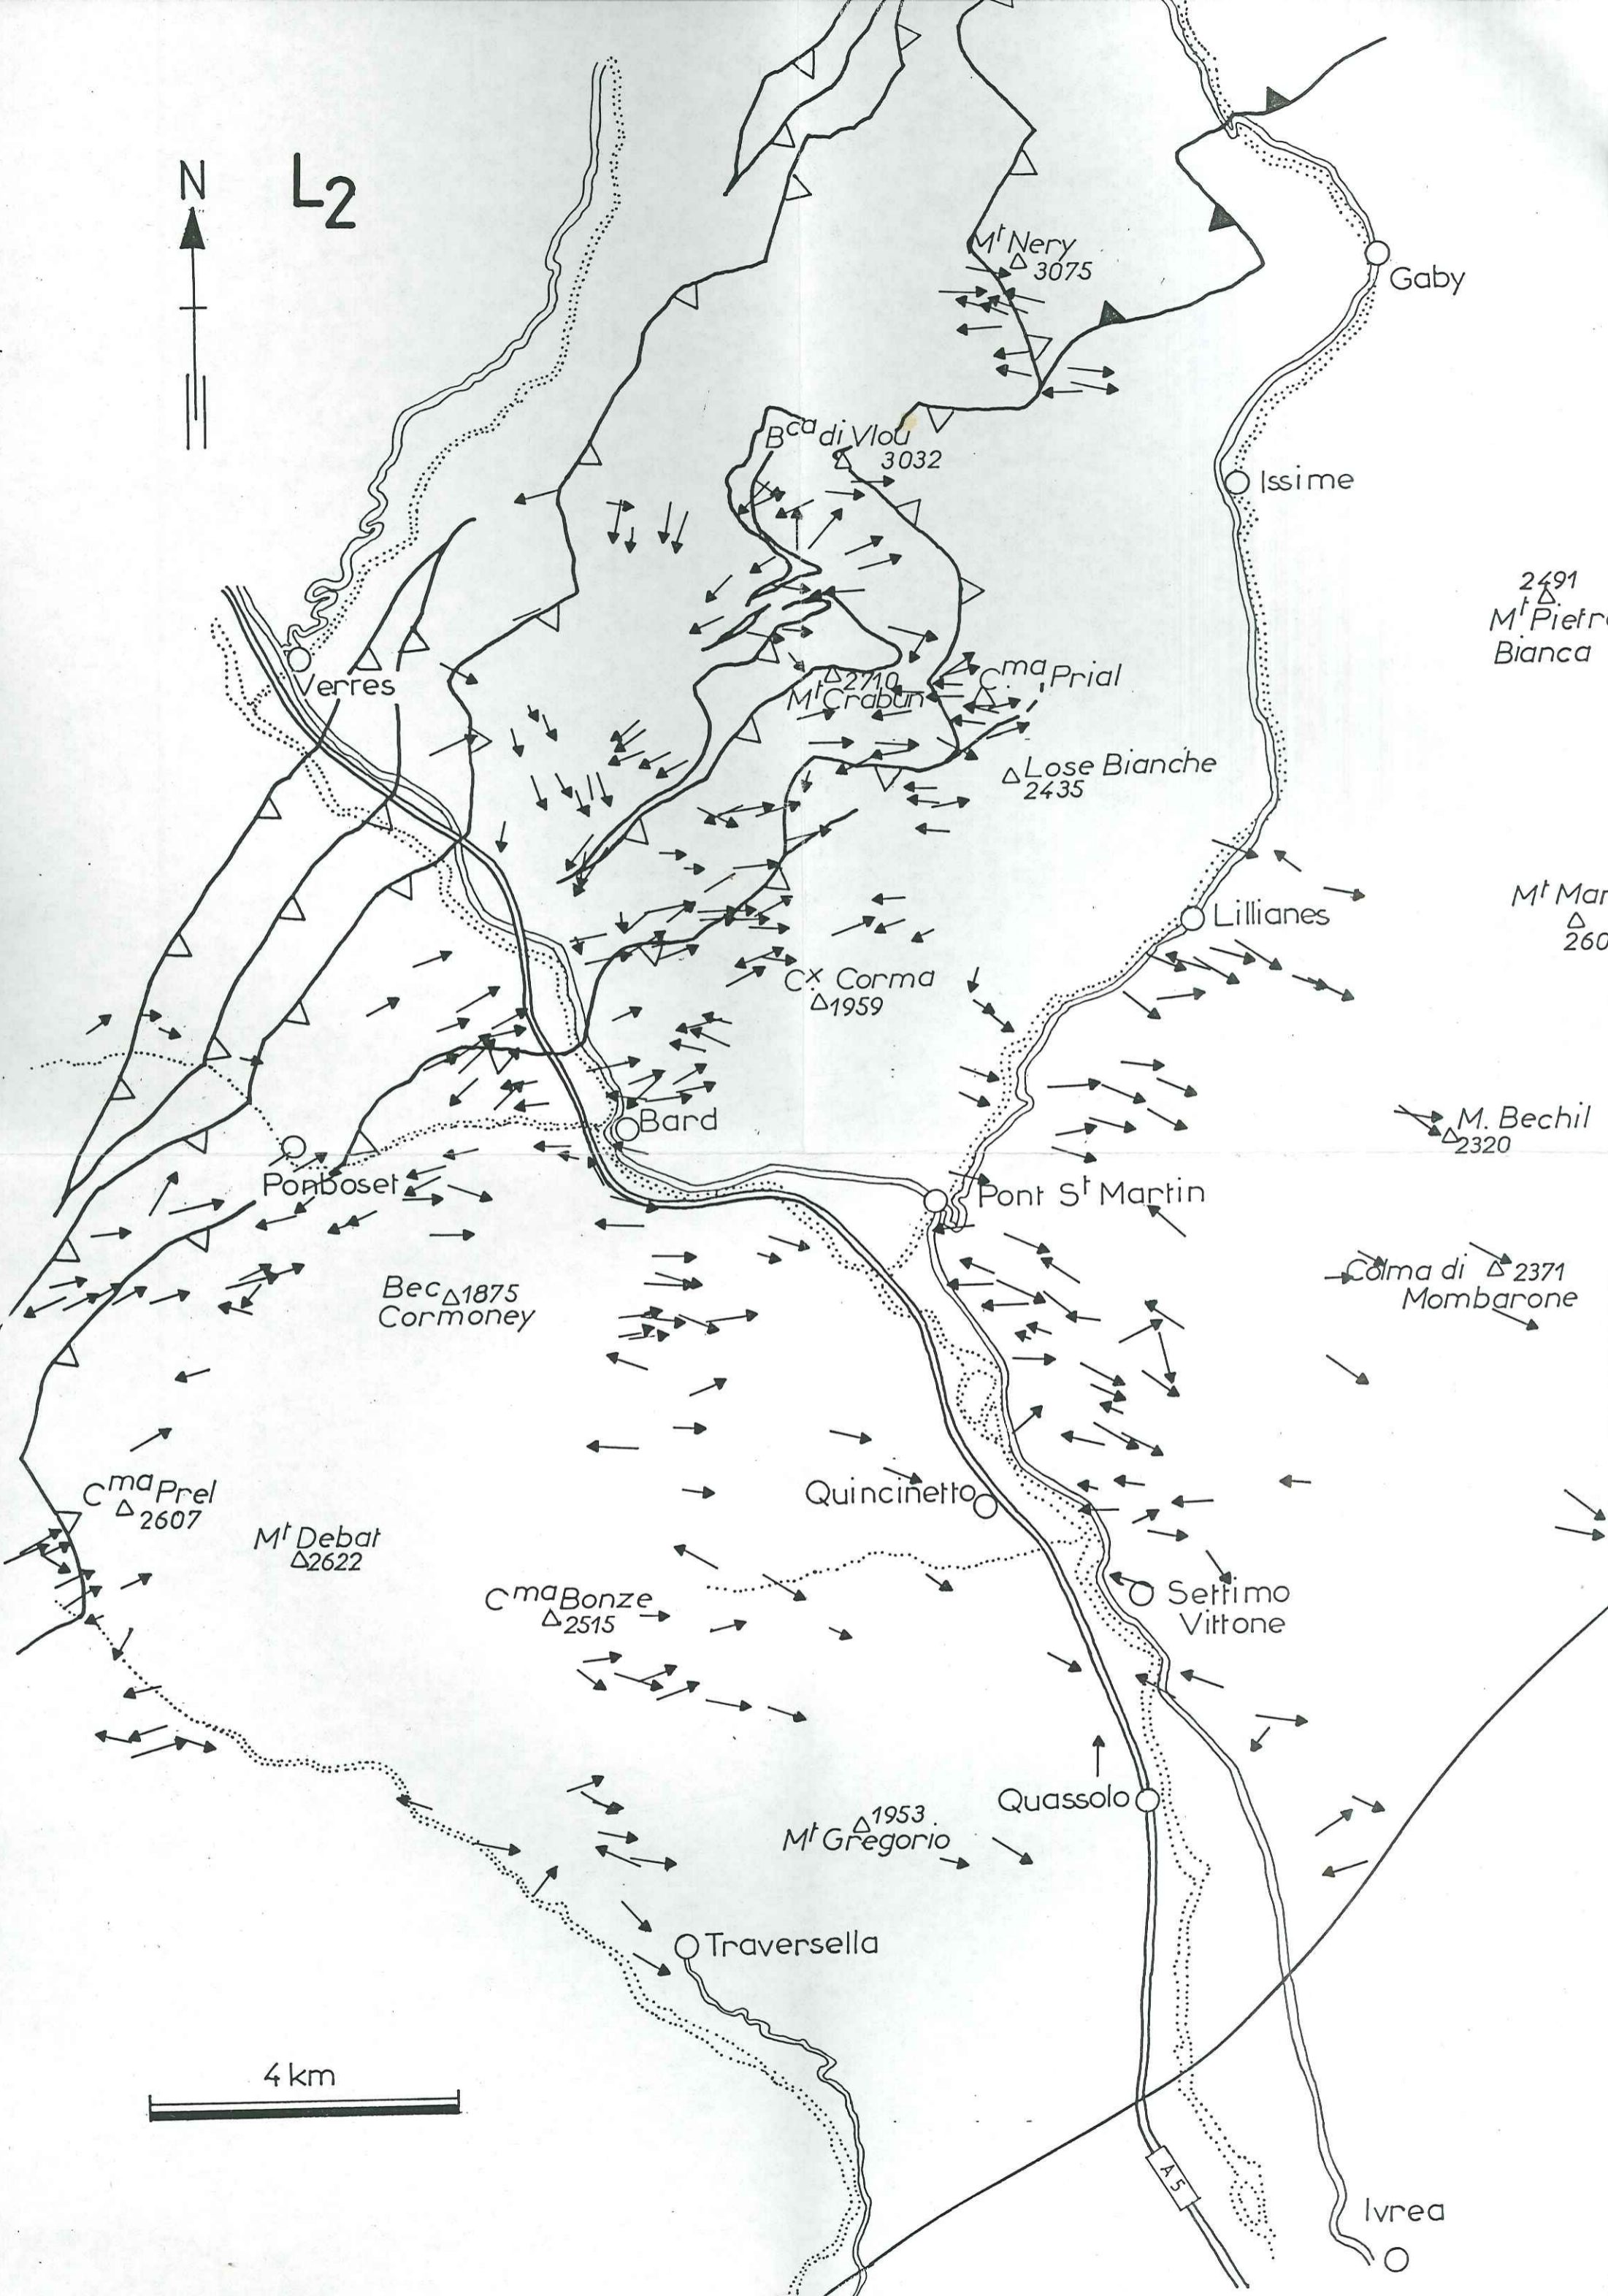 N
L2
Mt Nery
3075
Gaby
Bca di Vlou
3032
Issime
2491
Mt Pietr
Bianca
Verres
2710
Mt Crabun
Cma Prial
Lose Bianche
2435
Mt Mar
260
Lillianes
Cx Corma
1959
Bard
M. Bechil
2320
Ponboset
Pont St Martin
Bec 1875
Cormoney
Colma di 2371
Mombarone
Cma Prel
2607
Quincinetto
Mt Debat
2622
Cma Bonze
2515
Settimo
Vittone
Quassolo
1953
Mt Gregorio
Traversella
4 km
A5
Ivrea